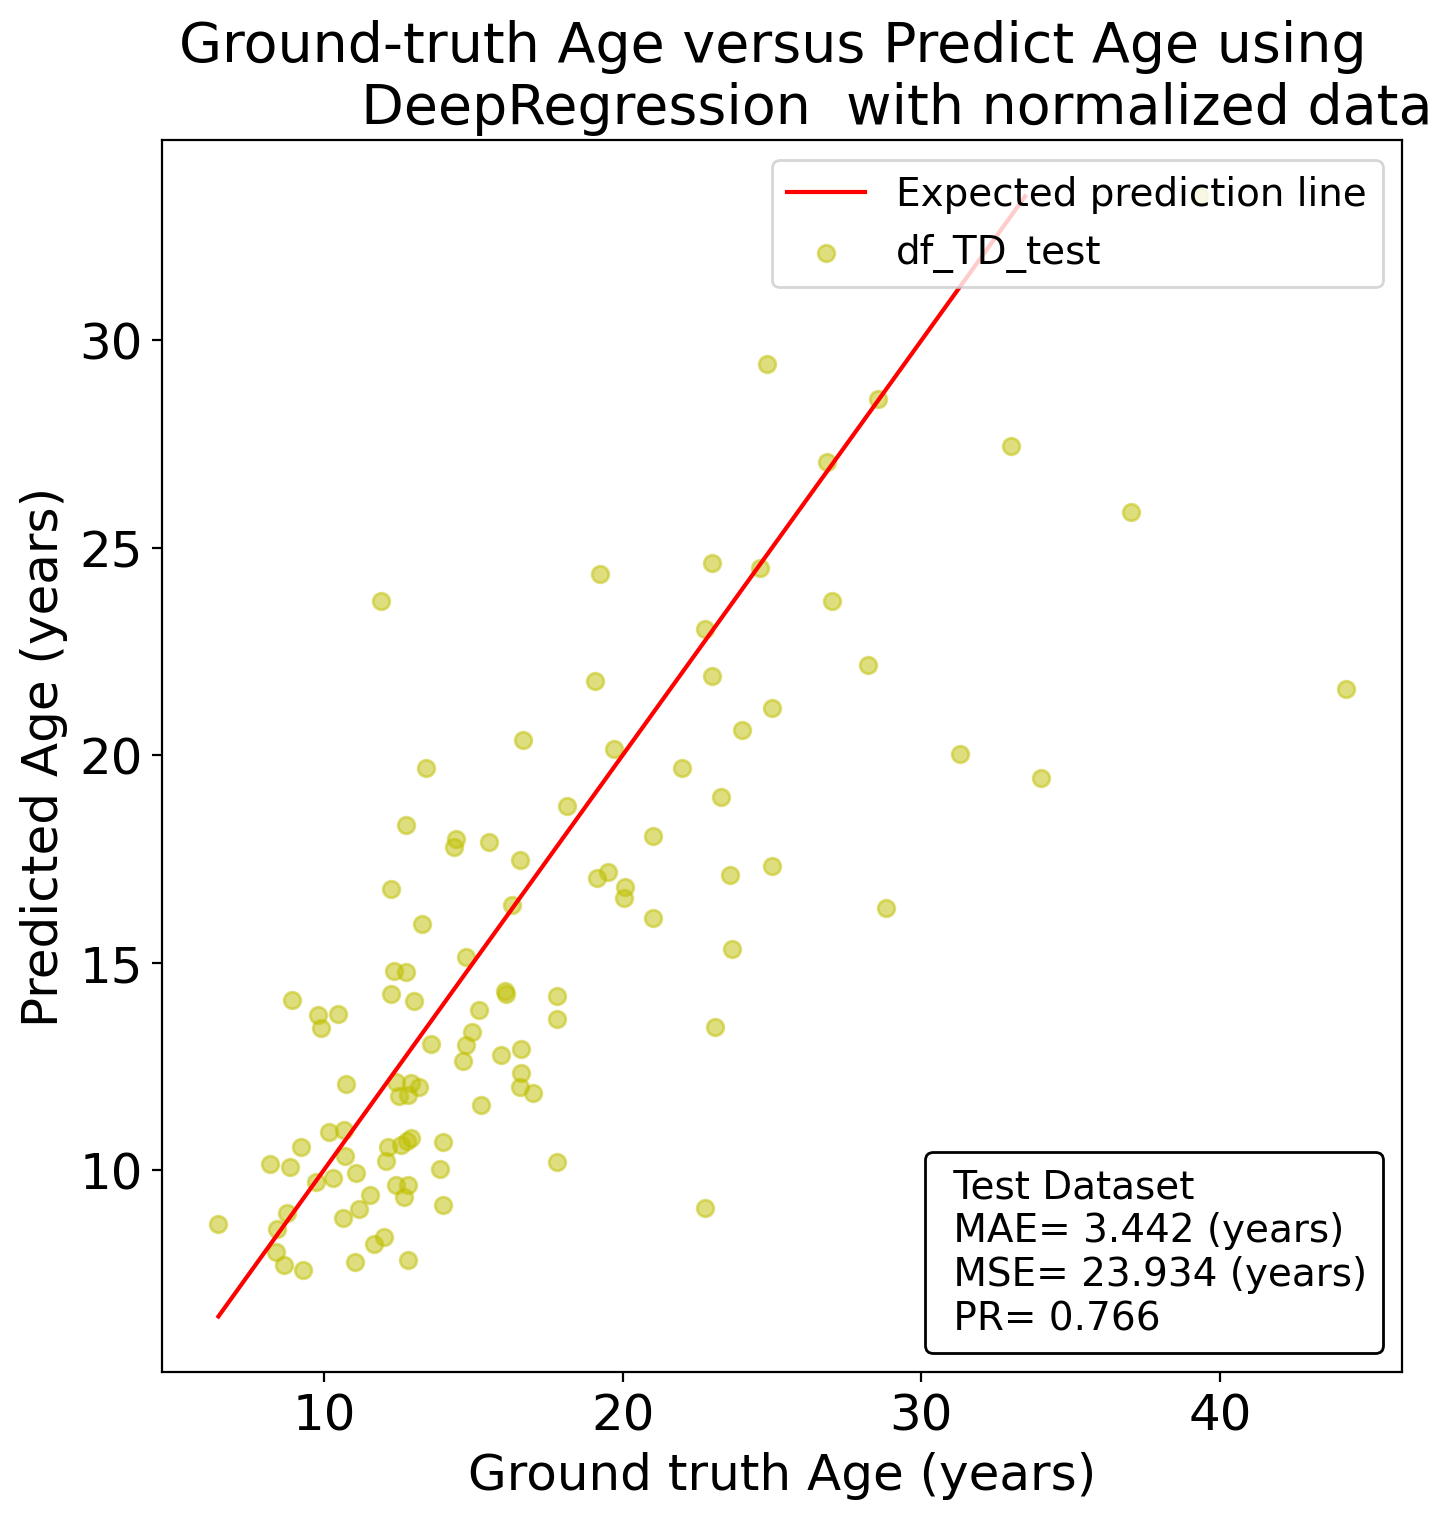 Ground-truth Age versus Predict Age using
DeepRegression  with normalized data
Expected prediction line
df_TD_test
30
25
20
15
10
Predicted Age (years)
Test Dataset
MAE= 3.442 (years)
MSE= 23.934 (years)
PR= 0.766
10
20
30
40
Ground truth Age (years)